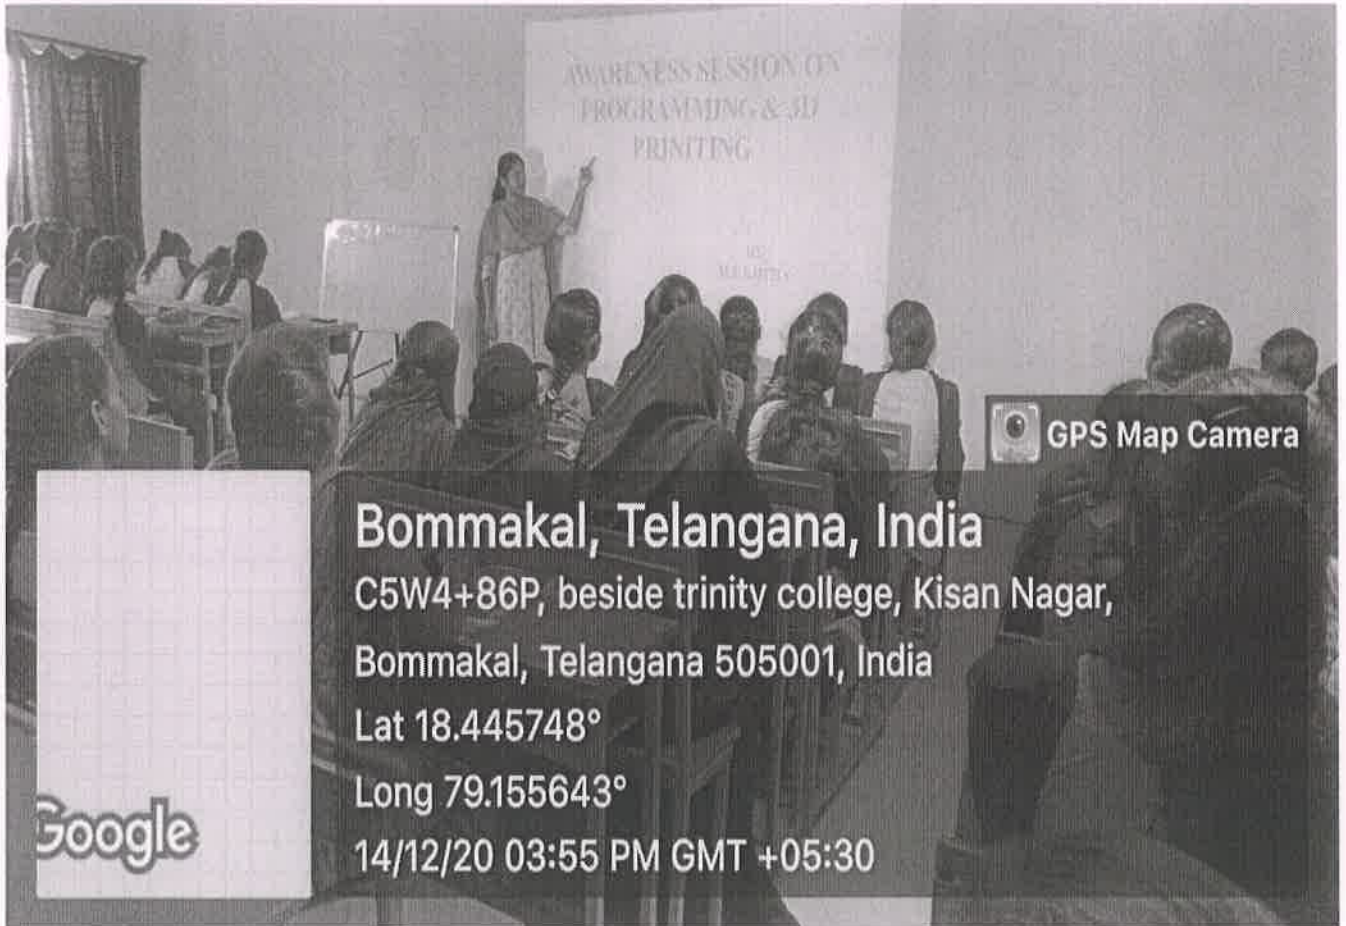 AWARENESS SESSION ON
PROGRAMMING & 3D
PRINITING
BY
GPS Map Camera
Bommakal, Telangana, India
C5W4+86P, beside trinity college, Kisan Nagar,
Bommakal, Telangana 505001, India
Lat 18.445748°
Long 79.155643°
14/12/20 03:55 PM GMT +05:30
Google